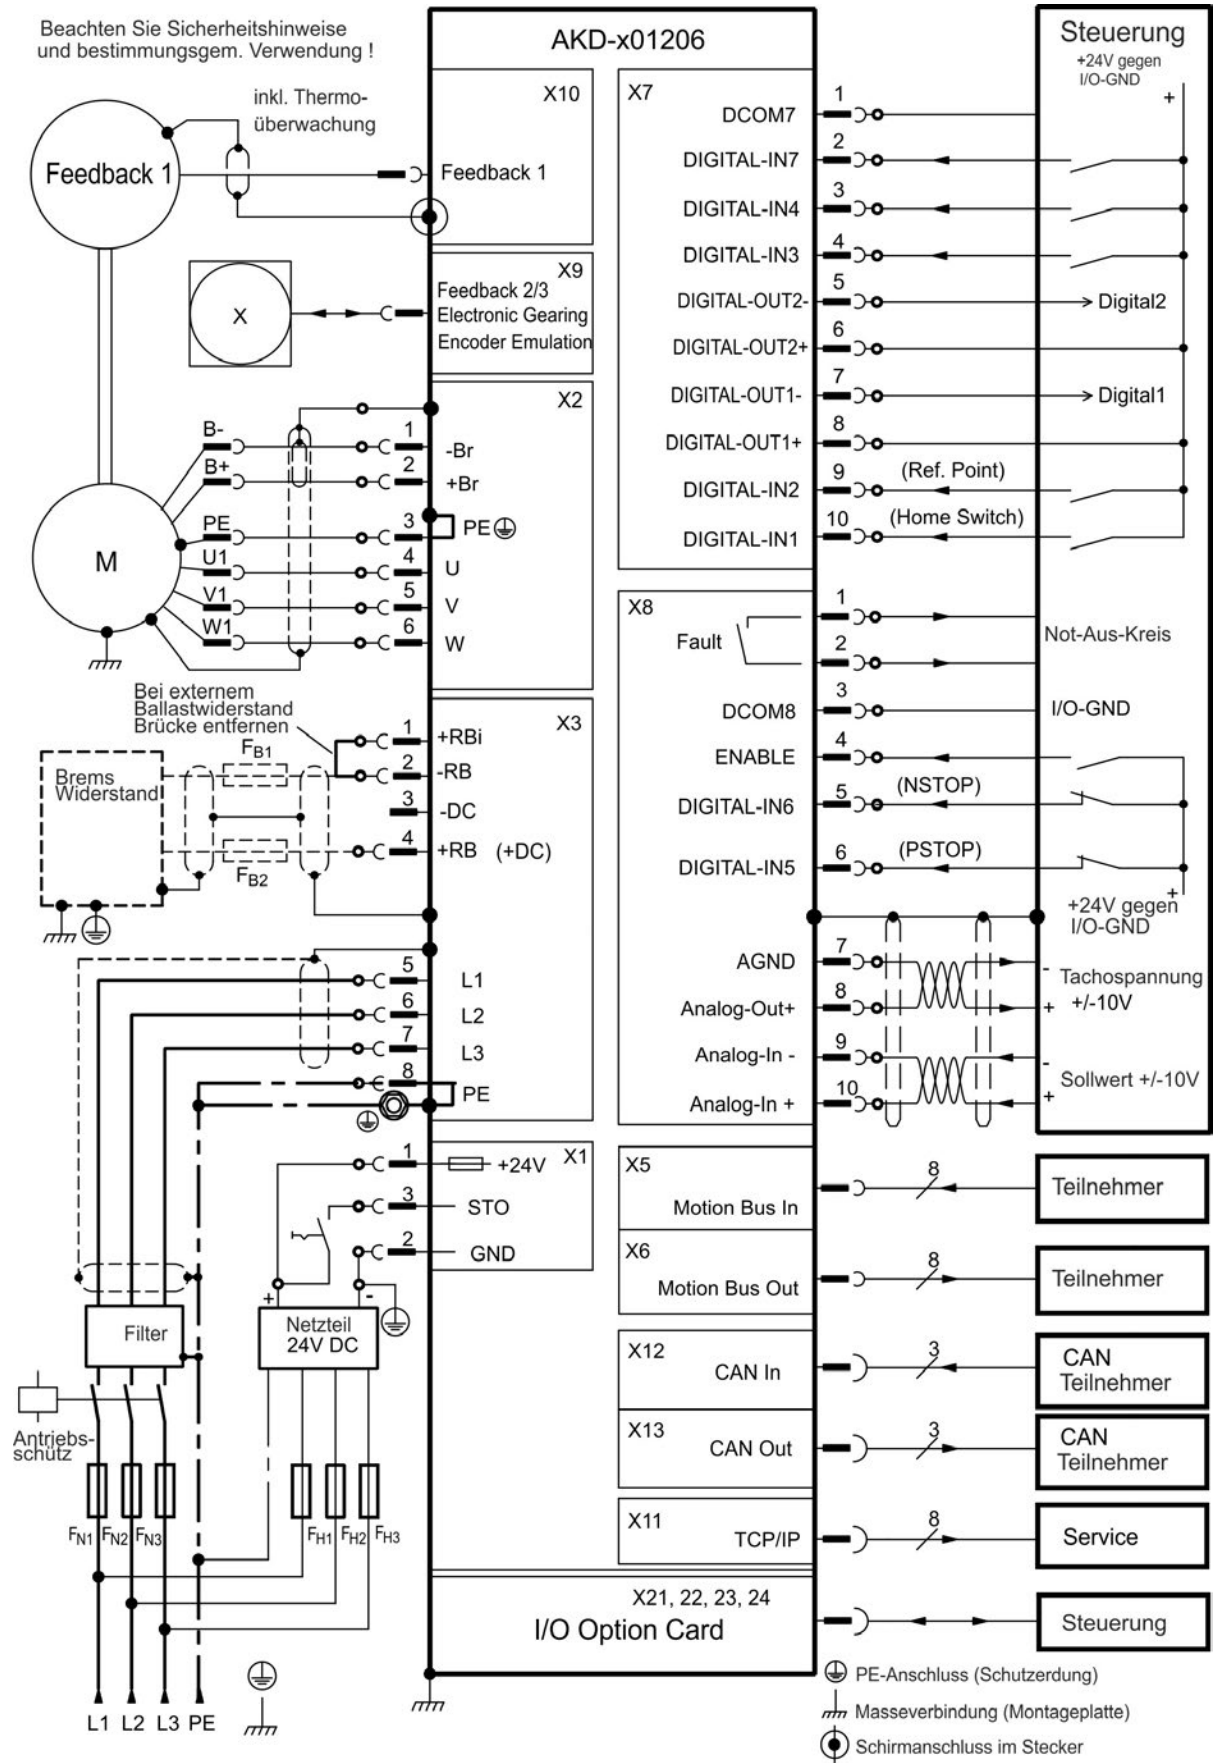 Beachten Sie Sicherheitshinweise
und bestimmungsgem. Verwendung !
AKD-x01206
Steuerung
+24V gegen
I/O-GND
+
inkl. Thermo-
überwachung
Feedback 1
X10
Feedback 1
X
X9
Feedback 2/3
Electronic Gearing
Encoder Emulation
X2
B-
1
-Br
B+
2
+Br
PE
3
PE
U1
4
U
V1
5
V
W1
6
W
M
Bei externem
Ballastwiderstand
Brücke entfernen
X3
1
+RBi
FB1
2
-RB
Brems
Widerstand
3
-DC
4
+RB (+DC)
FB2
5
L1
6
L2
7
L3
8
PE
X1
1
+24V
3
STO
2
GND
+
-
Netzteil
24V DC
Filter
Antriebs-
schütz
FN1
FN2
FN3
FH1
FH2
FH3
L1 L2 L3 PE
X7
DCOM7
1
DIGITAL-IN7
2
DIGITAL-IN4
3
DIGITAL-IN3
4
DIGITAL-OUT2-
5
Digital2
DIGITAL-OUT2+
6
DIGITAL-OUT1-
7
Digital1
DIGITAL-OUT1+
8
DIGITAL-IN2
9
(Ref. Point)
DIGITAL-IN1
10
(Home Switch)
X8
Fault
1
2
Not-Aus-Kreis
DCOM8
3
I/O-GND
ENABLE
4
DIGITAL-IN6
5
(NSTOP)
DIGITAL-IN5
6
(PSTOP)
+
+24V gegen
I/O-GND
AGND
7
-
Tachospannung
+/-10V
Analog-Out+
8
+
Analog-In -
9
-
Sollwert +/-10V
Analog-In +
10
+
X5
Motion Bus In
8
Teilnehmer
X6
Motion Bus Out
8
Teilnehmer
X12
CAN In
3
CAN
Teilnehmer
X13
CAN Out
3
CAN
Teilnehmer
X11
TCP/IP
8
Service
X21, 22, 23, 24
I/O Option Card
Steuerung
PE-Anschluss (Schutzerdung)
Masseverbindung (Montageplatte)
Schirmanschluss im Stecker